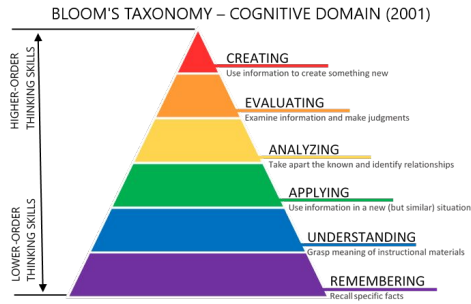 BLOOM'S TAXONOMY – COGNITIVE DOMAIN (2001)
HIGHER-ORDER
THINKING SKILLS
CREATING
Use information to create something new
EVALUATING
Examine information and make judgments
ANALYZING
Take apart the known and identify relationships
APPLYING
Use information in a new (but similar) situation
LOWER-ORDER
THINKING SKILLS
UNDERSTANDING
Grasp meaning of instructional materials
REMEMBERING
Recall specific facts